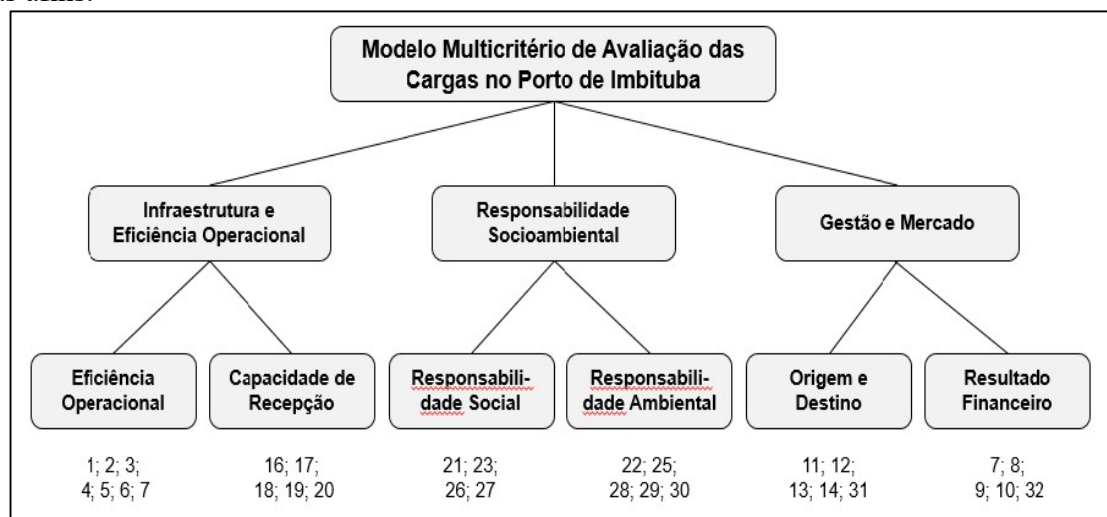 Modelo Multicritério de Avaliação das
Cargas no Porto de Imbituba
Infraestrutura e
Eficiência Operacional
Responsabilidade
Socioambiental
Gestão e Mercado
Eficiência
Operacional
Capacidade de
Recepção
Responsabili-
dade Social
Responsabili-
dade Ambiental
Origem e
Destino
Resultado
Financeiro
1; 2; 3;
4; 5; 6; 7
16; 17;
18; 19; 20
21; 23;
26; 27
22; 25;
28; 29; 30
11; 12;
13; 14; 31
7; 8;
9; 10; 32